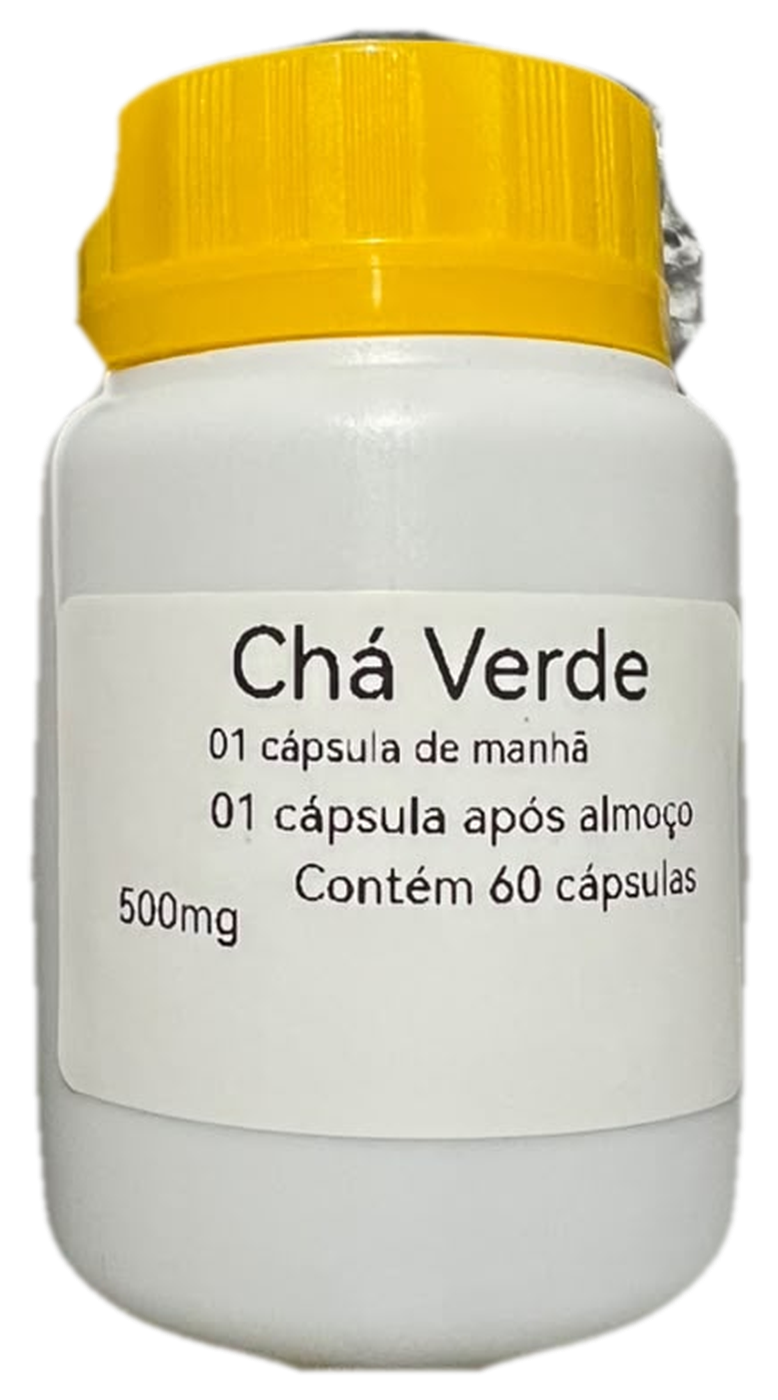 Chá Verde
01 cápsula de manhã
01 cápsula após almoço
Contém 60 cápsulas
500mg